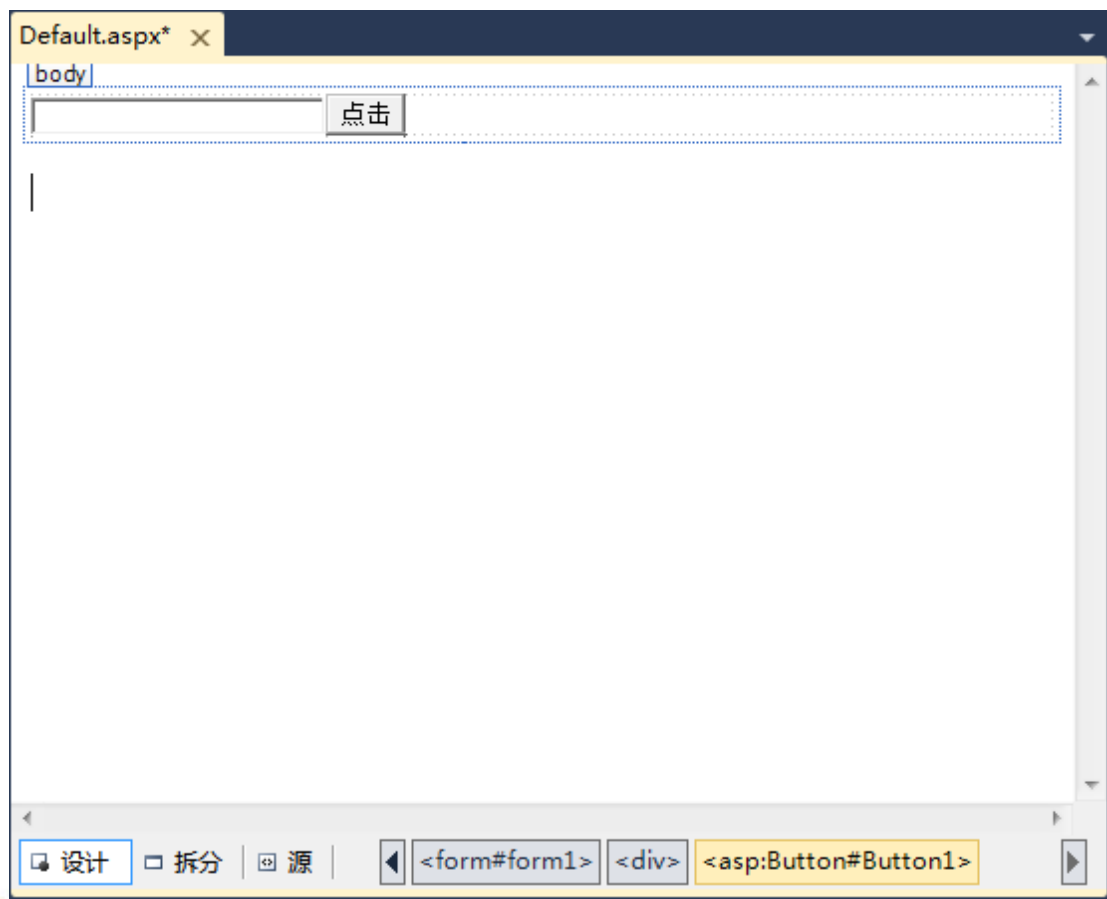 Default.aspx*
body
点击
设计 拆分 源 <form#form1> <div> <asp:Button#Button1>